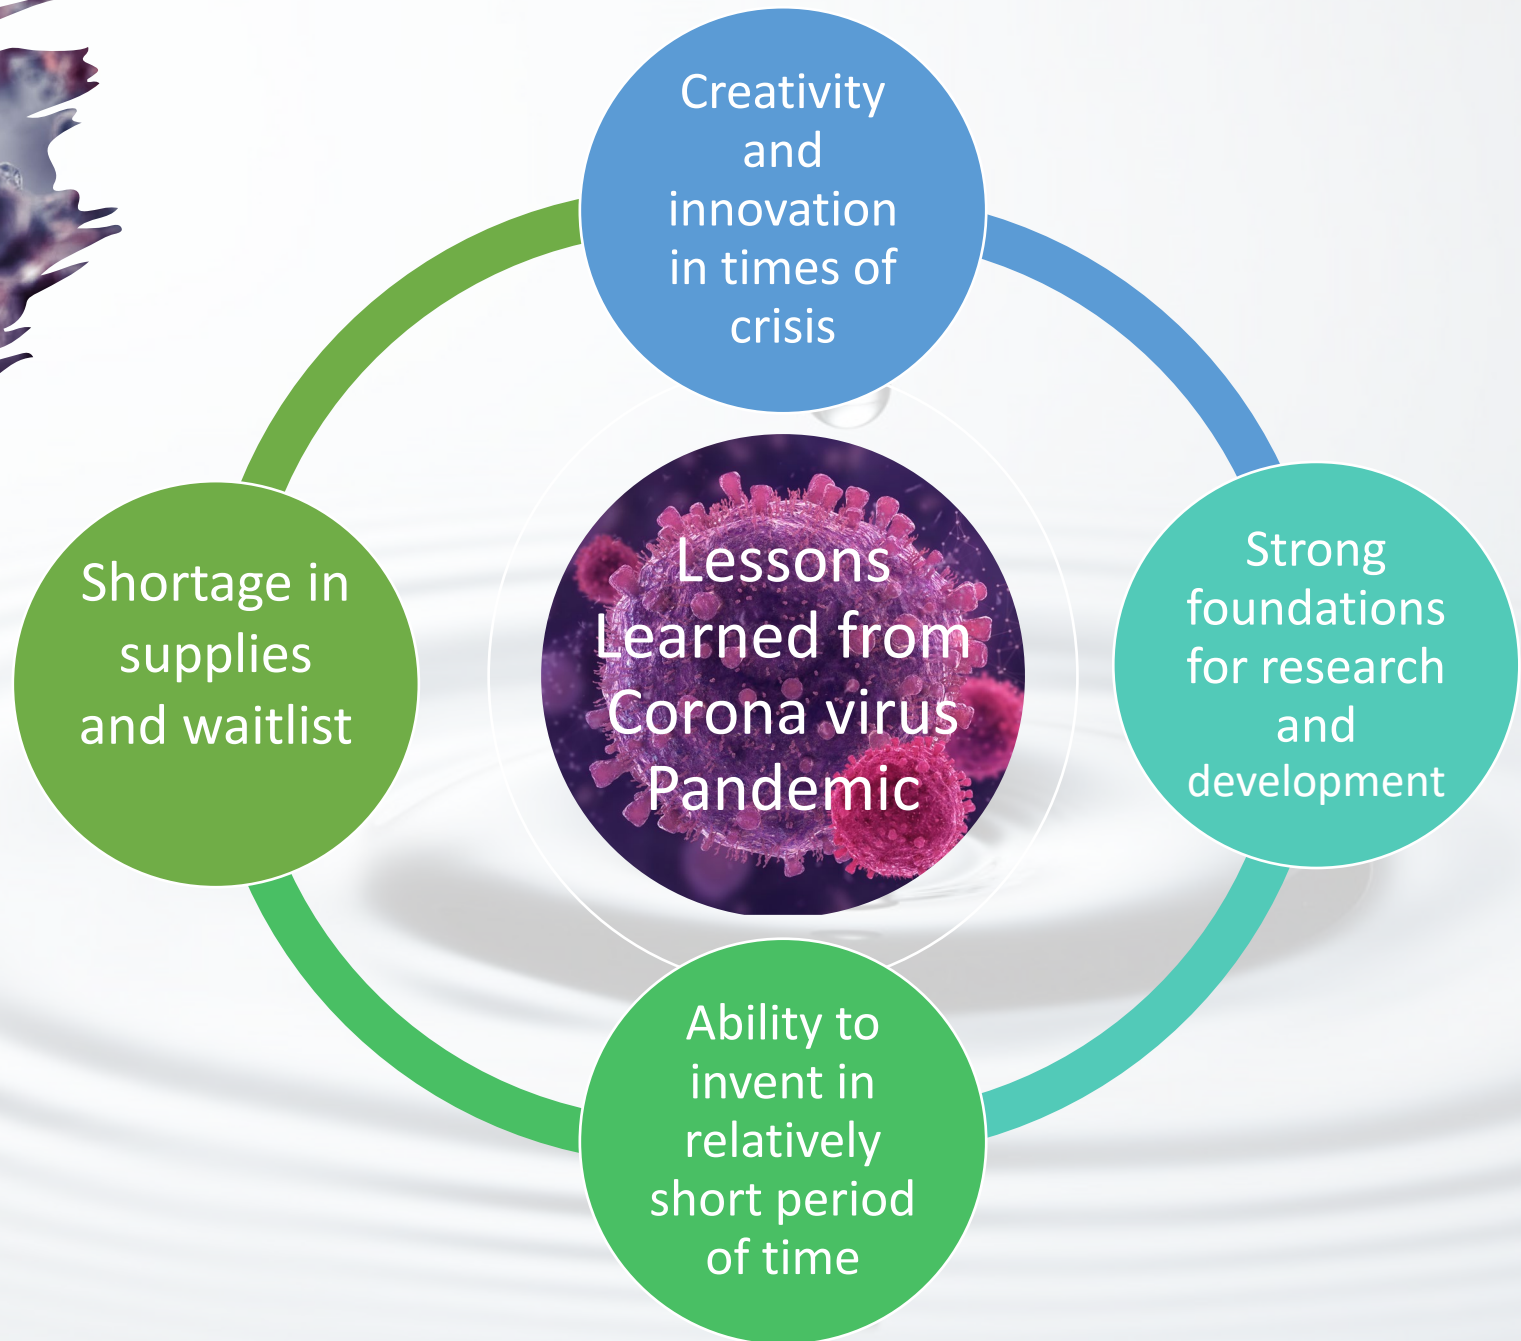 Creativity
and
innovation
in times of
crisis
Strong
foundations
for research
and
development
Ability to
invent in
relatively
short period
of time
Shortage in
supplies
and waitlist
Lessons
Learned from
Corona virus
Pandemic